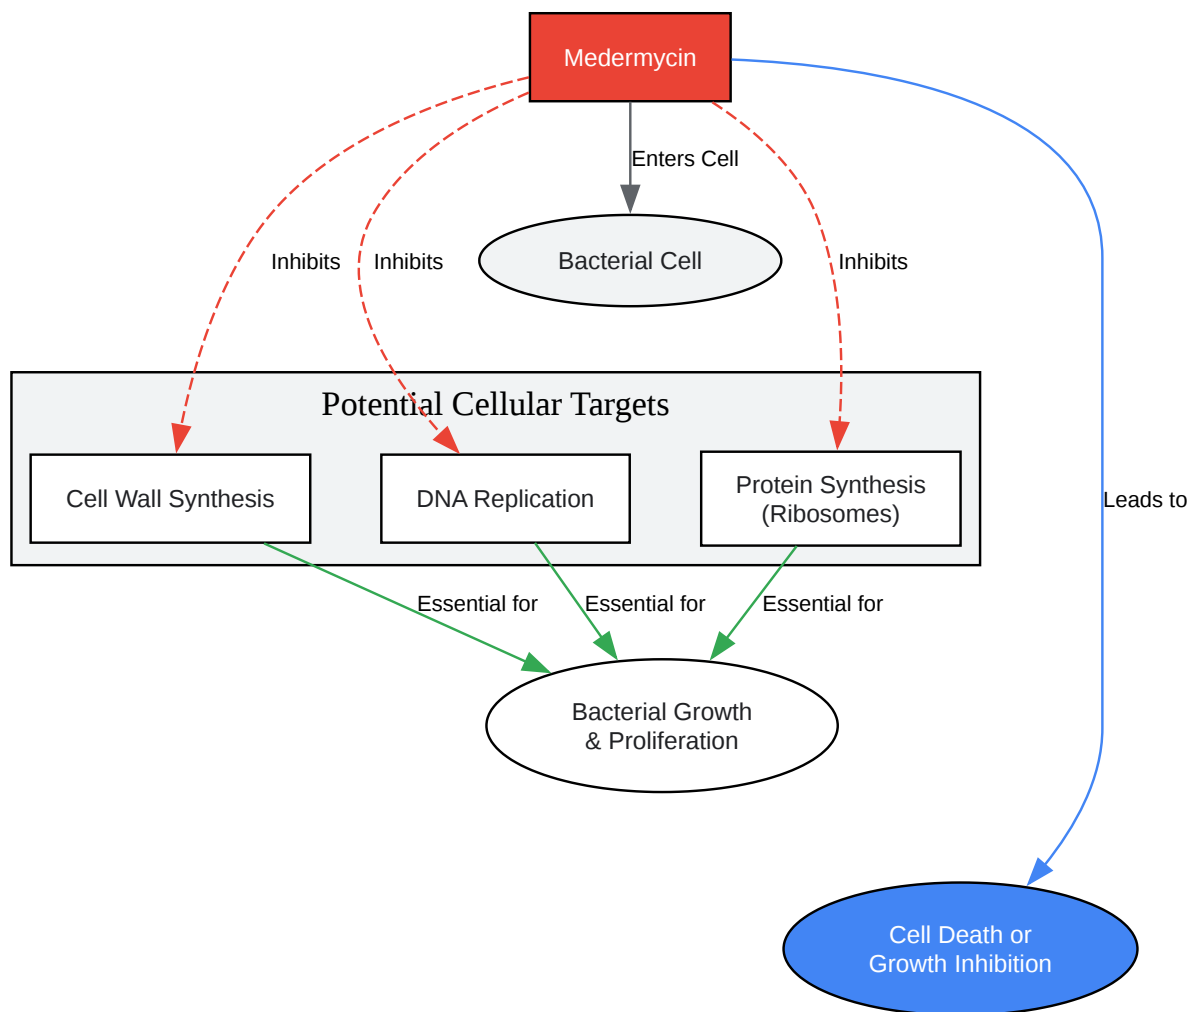 Medermycin
Enters Cell
Inhibits
Inhibits
Bacterial Cell
Inhibits
Potential Cellular Targets
Cell Wall Synthesis
DNA Replication
Protein Synthesis
(Ribosomes)
Leads to
Essential for
Essential for
Essential for
Bacterial Growth
& Proliferation
Cell Death or
Growth Inhibition